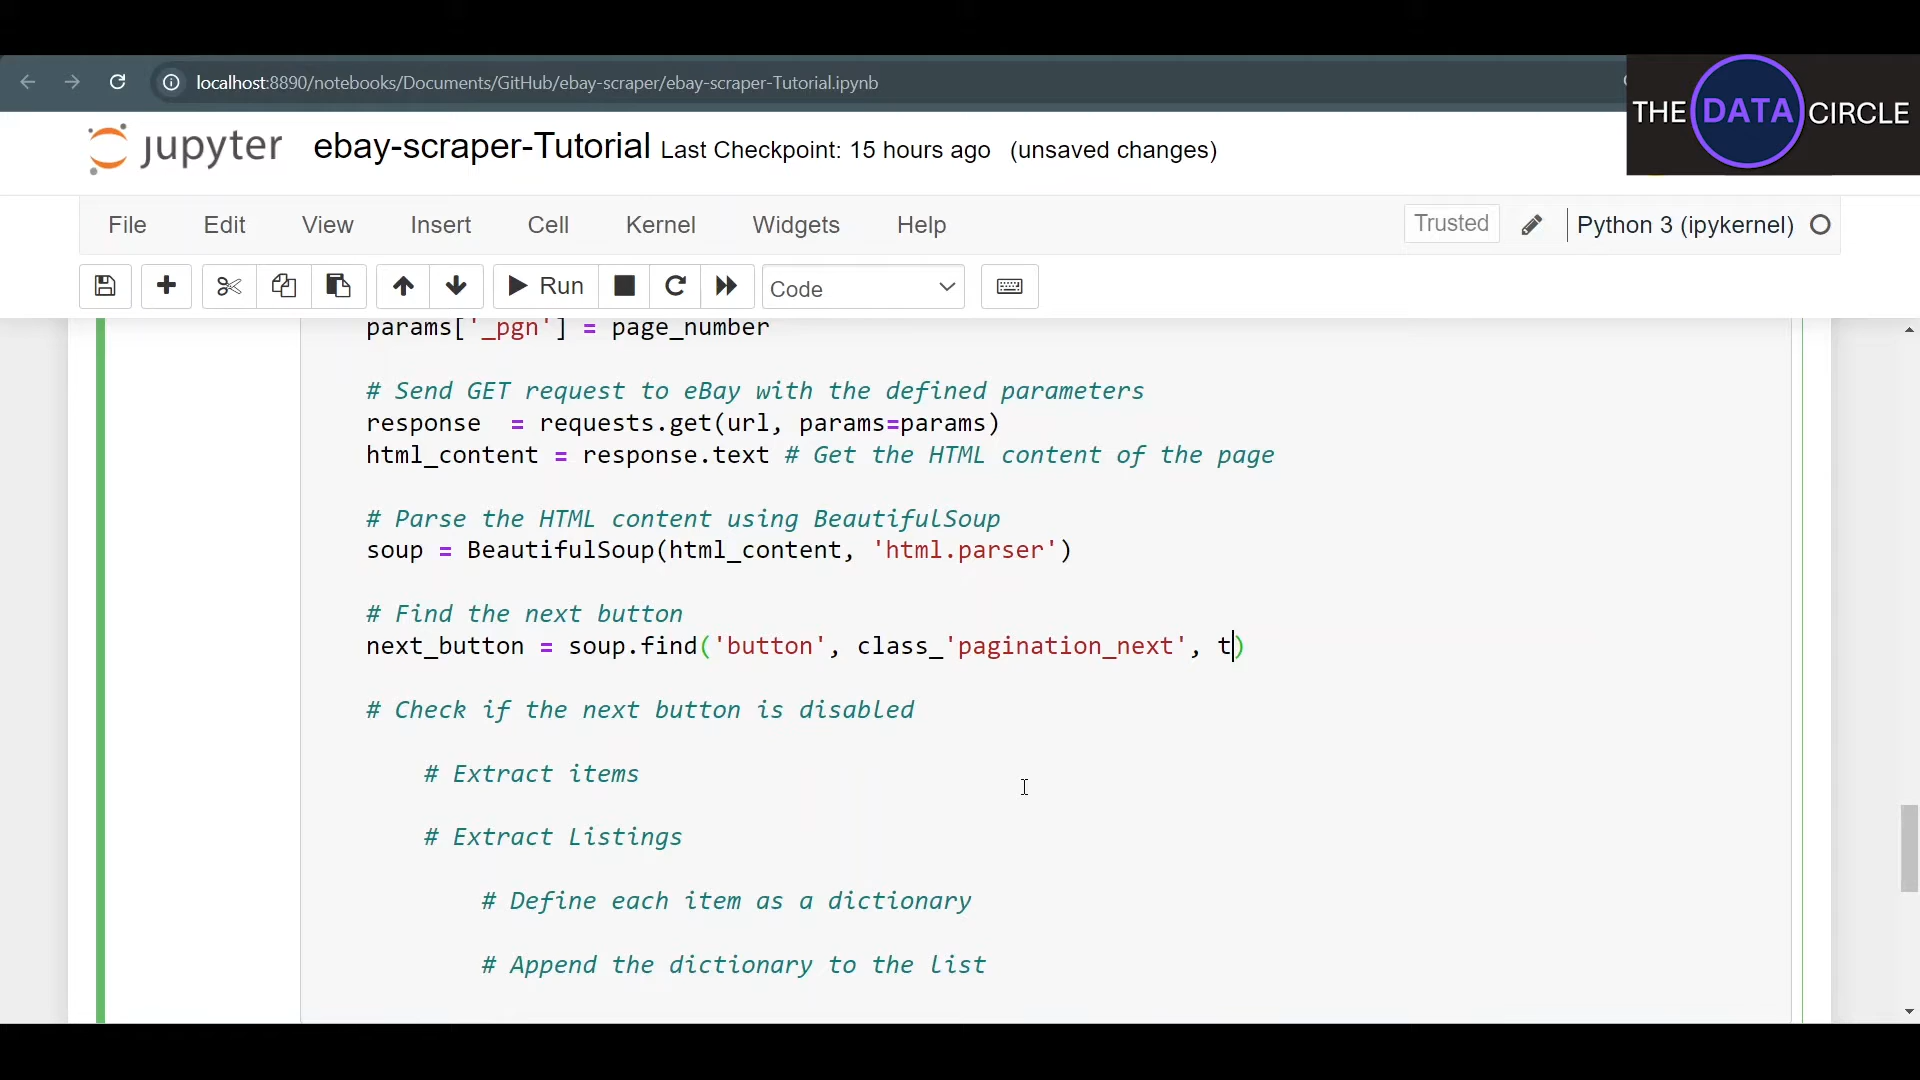 localhost:8890/notebooks/Documents/GitHub/ebay-scraper/ebay-scraper-Tutorial.ipynb
THE DATA CIRCLE
jupyter ebay-scraper-Tutorial Last Checkpoint: 15 hours ago (unsaved changes)
File Edit View Insert Cell Kernel Widgets Help Trusted Python 3 (ipykernel)
Run Code
params['_pgn'] = page_number
# Send GET request to eBay with the defined parameters
response  = requests.get(url, params=params)
html_content = response.text # Get the HTML content of the page
# Parse the HTML content using BeautifulSoup
soup = BeautifulSoup(html_content, 'html.parser')
# Find the next button
next_button = soup.find('button', class_'pagination_next', t)
# Check if the next button is disabled
# Extract items
# Extract Listings
# Define each item as a dictionary
# Append the dictionary to the list